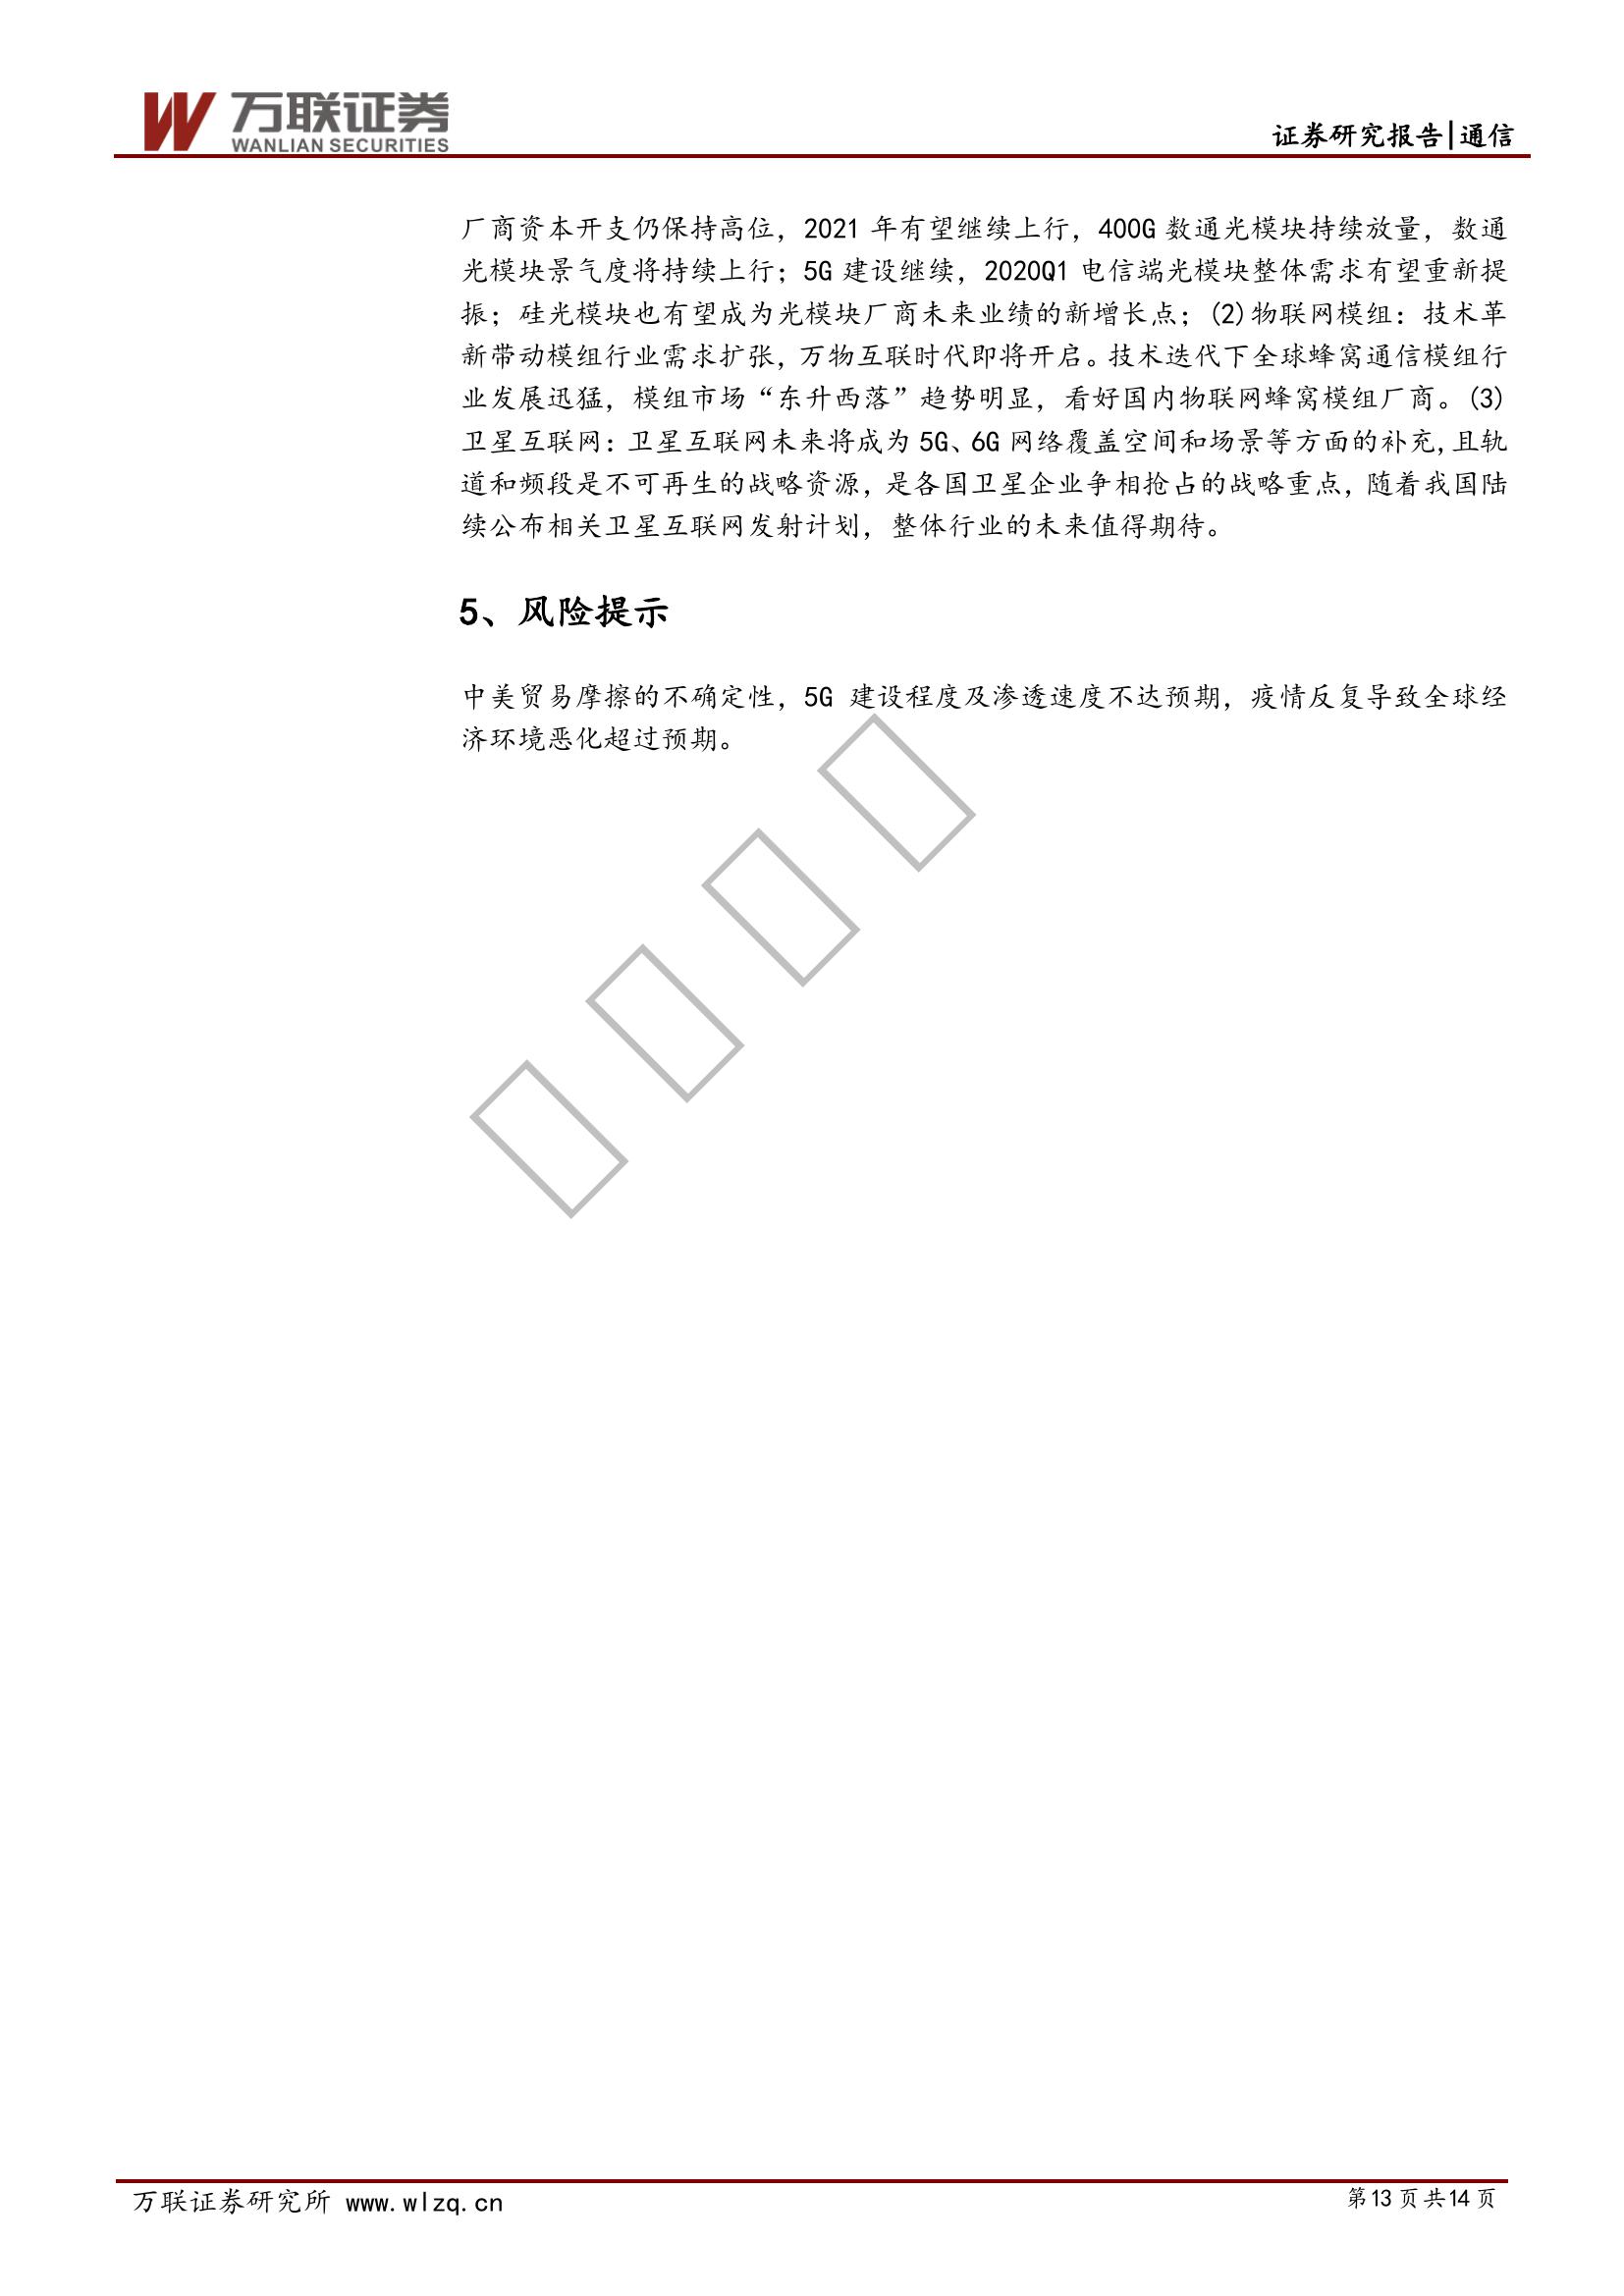 万联证券
WANLIAN SECURITIES
证券研究报告|通信
厂商资本开支仍保持高位，2021 年有望继续上行，400G 数通光模块持续放量，数通
光模块景气度将持续上行；5G 建设继续，2020Q1 电信端光模块整体需求有望重新提
振；硅光模块也有望成为光模块厂商未来业绩的新增长点；(2)物联网模组：技术革
新带动模组行业需求扩张，万物互联时代即将开启。技术迭代下全球蜂窝通信模组行
业发展迅猛，模组市场“东升西落”趋势明显，看好国内物联网蜂窝模组厂商。(3)
卫星互联网：卫星互联网未来将成为 5G、6G 网络覆盖空间和场景等方面的补充,且轨
道和频段是不可再生的战略资源，是各国卫星企业争相抢占的战略重点，随着我国陆
续公布相关卫星互联网发射计划，整体行业的未来值得期待。
5、风险提示
中美贸易摩擦的不确定性，5G 建设程度及渗透速度不达预期，疫情反复导致全球经
济环境恶化超过预期。
万联证券研究所 www.wlzq.cn
第13页共14页